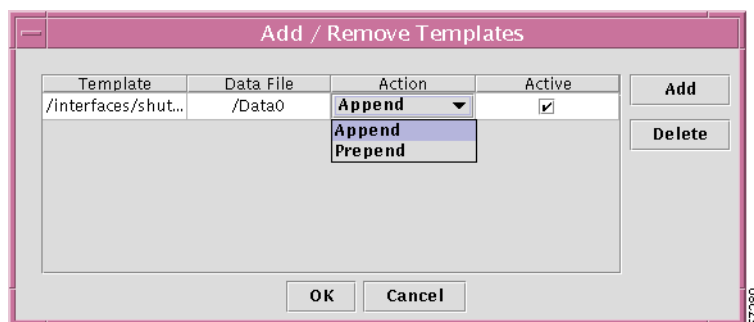 Add / Remove Templates
Template Data File Action Active
/interfaces/shut... /Data0 Append
Append
Prepend
Add
Delete
OK Cancel